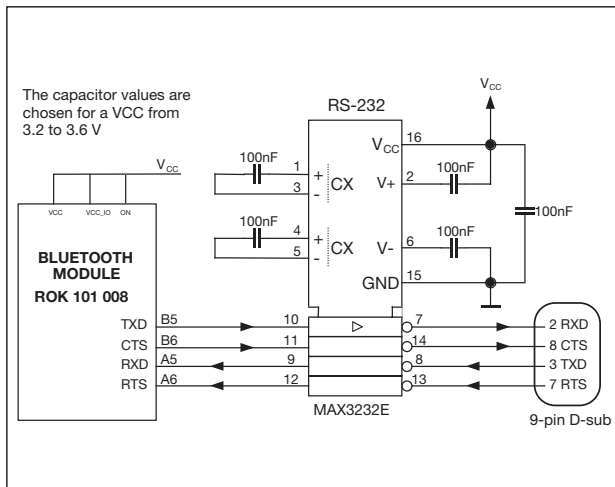 The capacitor values are
chosen for a VCC from
3.2 to 3.6 V
VCC
VCC
VCC_IO
ON
BLUETOOTH
MODULE
ROK 101 008
TXD B5
CTS B6
RXD A5
RTS A6
RS-232
VCC
16
VCC
100nF
1
+
CX
3
-
2
V+
100nF
100nF
100nF
4
+
CX
5
-
6
V-
100nF
GND
15
10
7
11
14
9
8
12
13
MAX3232E
2 RXD
8 CTS
3 TXD
7 RTS
9-pin D-sub